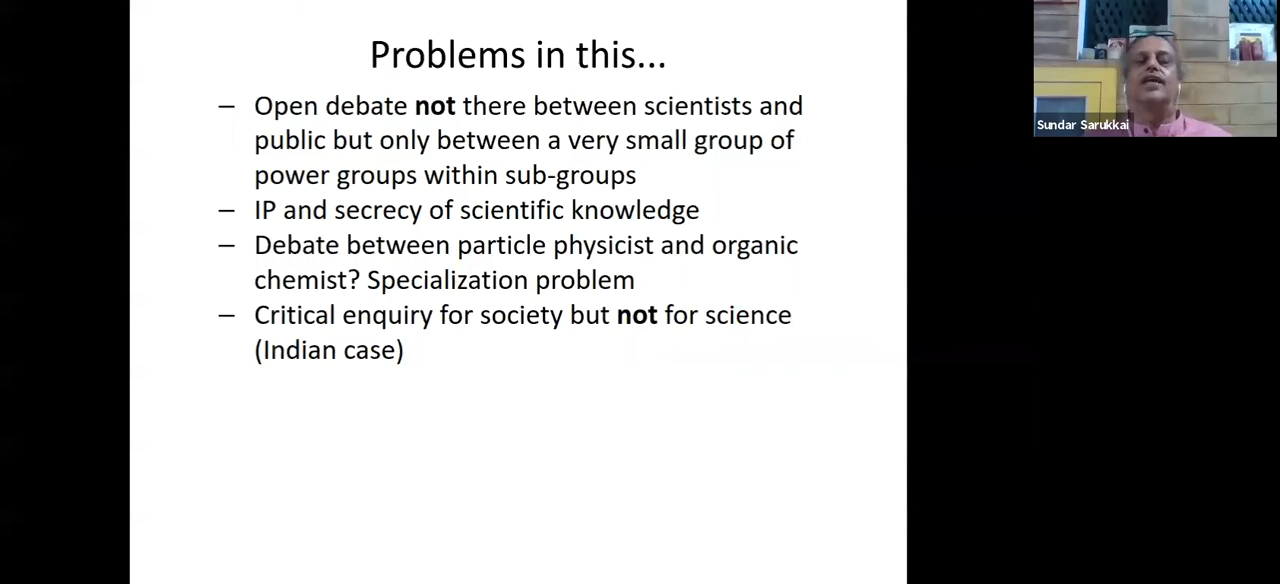 Problems in this...
– Open debate not there between scientists and
public but only between a very small group of
power groups within sub-groups
– IP and secrecy of scientific knowledge
– Debate between particle physicist and organic
chemist? Specialization problem
– Critical enquiry for society but not for science
(Indian case)
Sundar Sarukkai